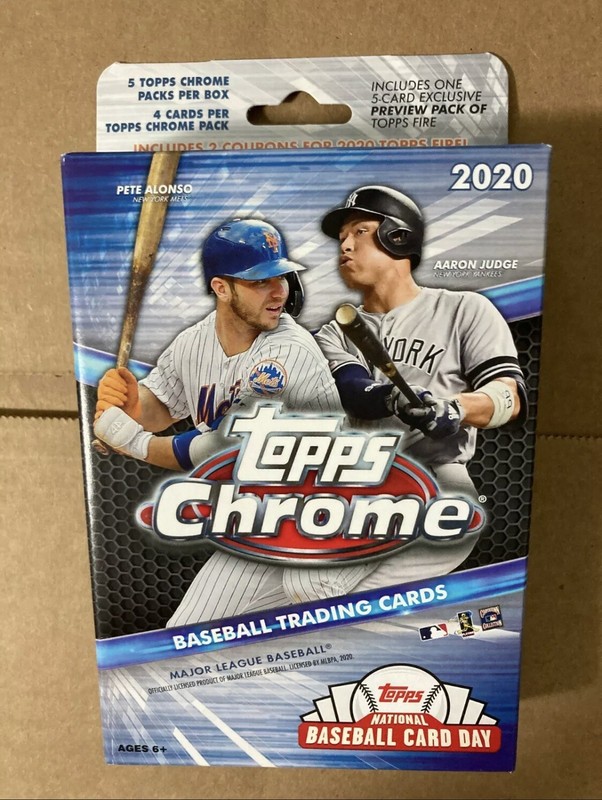 5 TOPPS CHROME
PACKS PER BOX
4 CARDS PER
TOPPS CHROME PACK
INCLUDES ONE
5-CARD EXCLUSIVE
PREVIEW PACK OF
TOPPS FIRE
INCLUDES 2 COUPONS FOR 2020 TOPPS FIRE!
PETE ALONSO
NEW YORK METS
2020
AARON JUDGE
NEW YORK YANKEES
NY
YORK
Mets
Mets
99
topps
Chrome®
BASEBALL TRADING CARDS
MAJOR LEAGUE BASEBALL®
OFFICIALLY LICENSED PRODUCT OF MAJOR LEAGUE BASEBALL. LICENSED BY MLBPA, 2020.
topps
NATIONAL
BASEBALL CARD DAY
AGES 6+